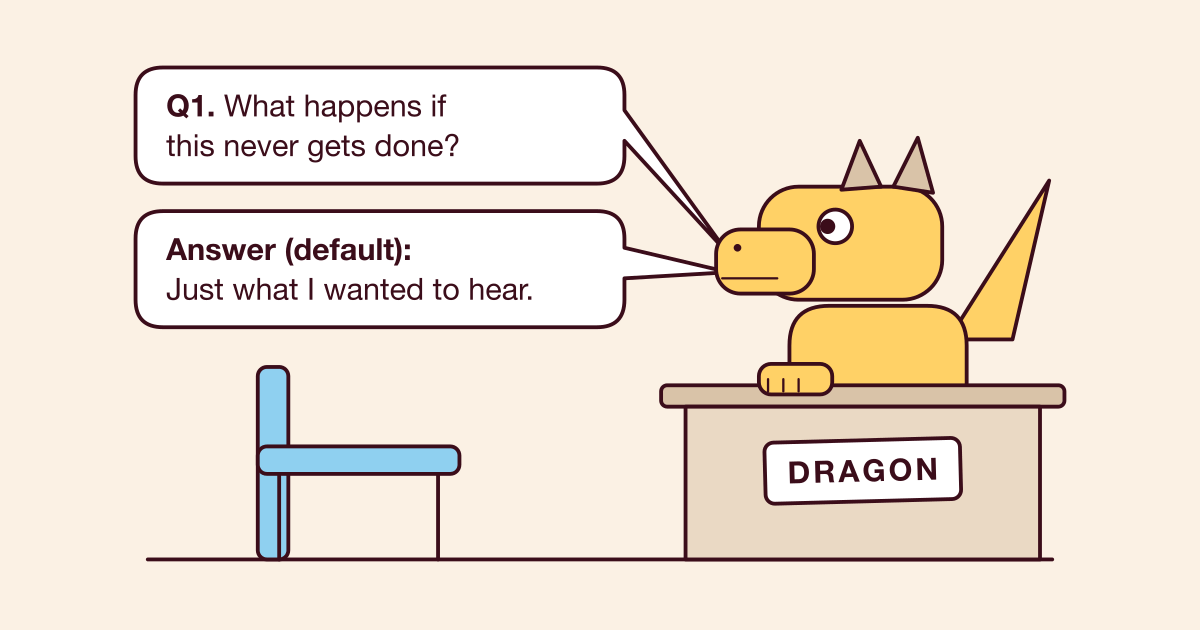 Q1. What happens if
this never gets done?
Answer (default):
Just what I wanted to hear.
DRAGON